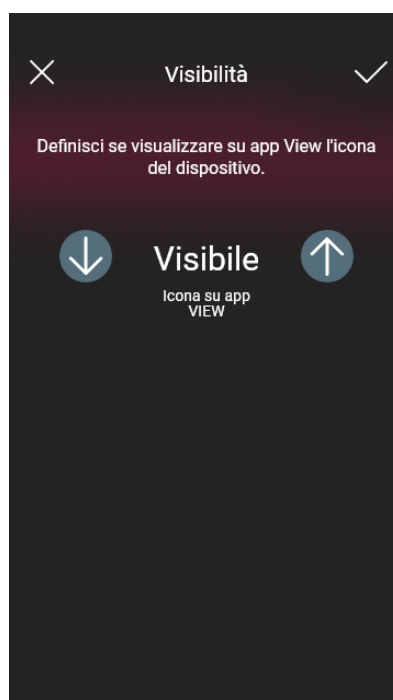 Visibilità
Definisci se visualizzare su app View l'icona
del dispositivo.
Visibile
Icona su app
VIEW